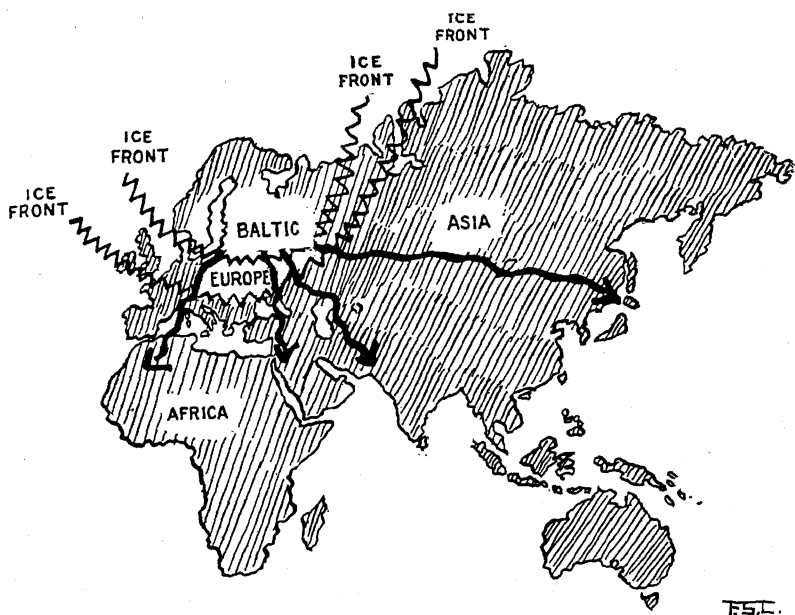 ICE
FRONT
ICE
FRONT
ICE
FRONT
ICE
FRONT
BALTIC
ASIA
EUROPE
AFRICA
F.S.C.